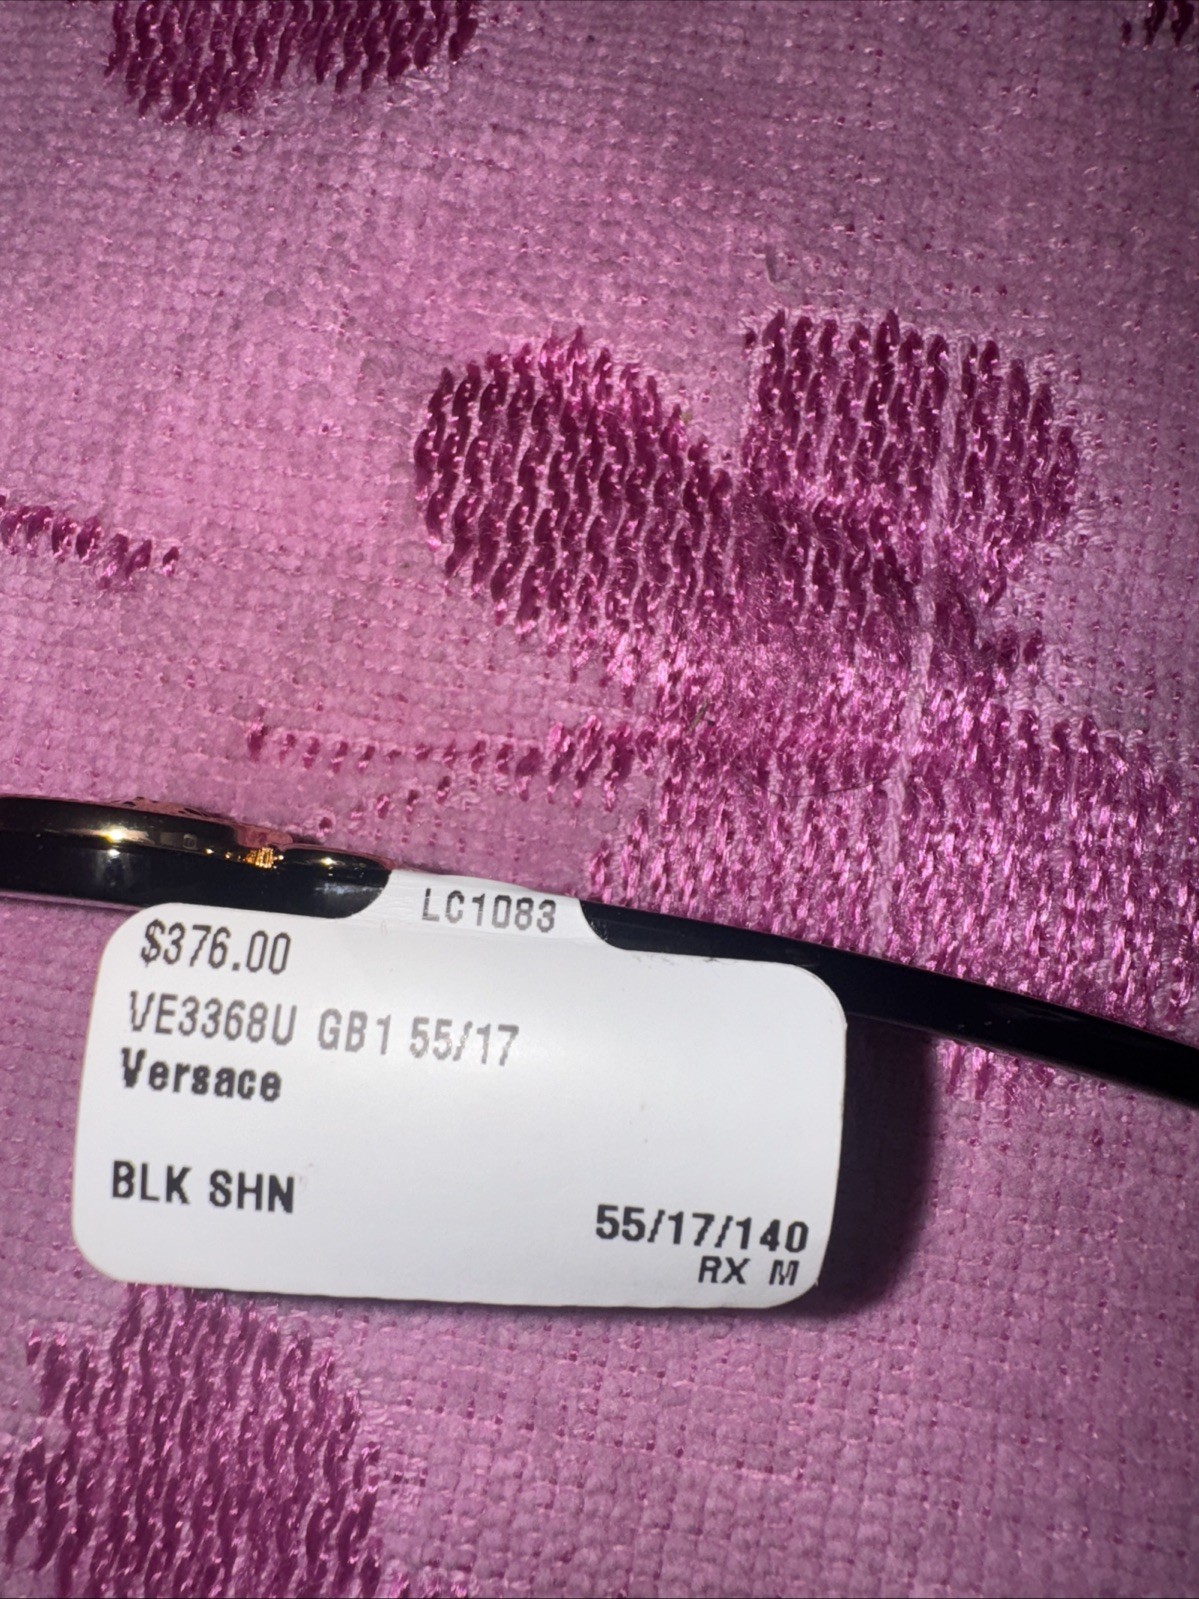 LC1083
$376.00
VE3368U GB1 55/17
Versace
BLK SHN
55/17/140
RX M